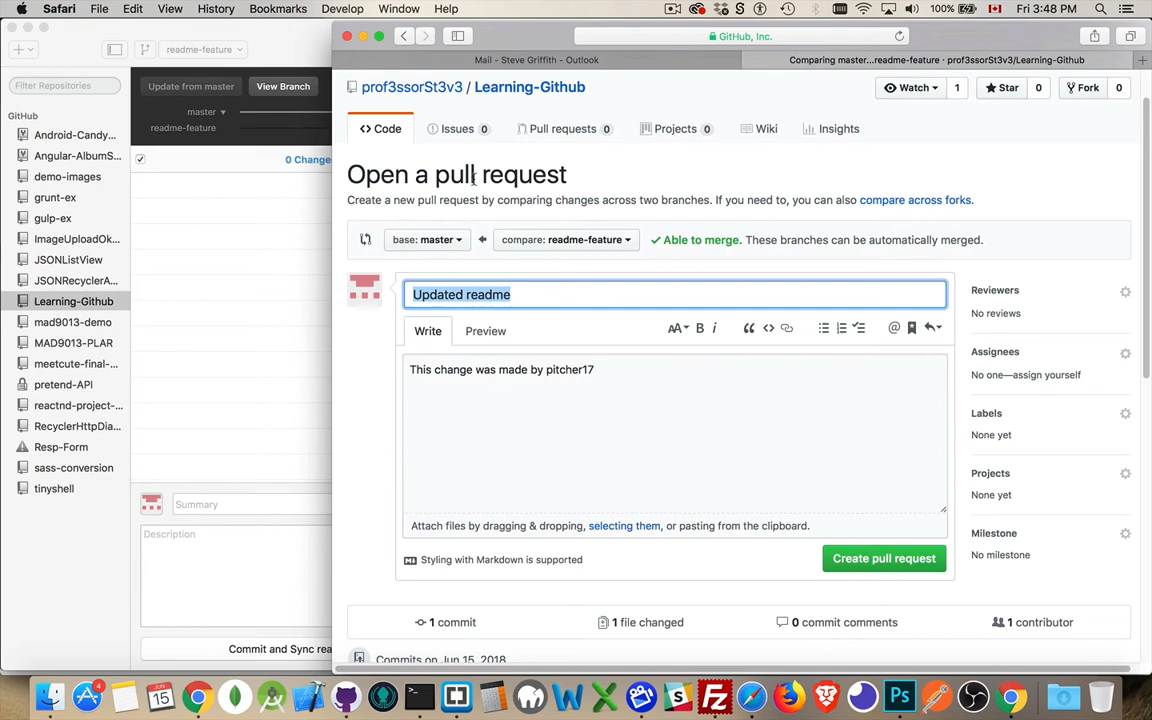 Safari File Edit View History Bookmarks Develop Window Help 100% Fri 3:48 PM
readme-feature
GitHub, Inc.
Mail - Steve Griffith - Outlook
Comparing master...readme-feature · prof3ssorSt3v3/Learning-Github
Filter Repositories
GitHub
Android-Candy...
Angular-AlbumS...
demo-images
grunt-ex
gulp-ex
ImageUploadOk...
JSONListView
JSONRecyclerA...
Learning-Github
mad9013-demo
MAD9013-PLAR
meetcute-final-...
pretend-API
reactnd-project-...
RecyclerHttpDia...
Resp-Form
sass-conversion
tinyshell
Update from master View Branch
master
readme-feature
0 Change
Summary
Description
Commit and Sync rea
prof3ssorSt3v3 / Learning-Github
Watch 1 Star 0 Fork 0
Code Issues 0 Pull requests 0 Projects 0 Wiki Insights
Open a pull request
Create a new pull request by comparing changes across two branches. If you need to, you can also compare across forks.
base: master compare: readme-feature Able to merge. These branches can be automatically merged.
Updated readme
Write Preview
AA B i
This change was made by pitcher17
Attach files by dragging & dropping, selecting them, or pasting from the clipboard.
Styling with Markdown is supported
Create pull request
Reviewers
No reviews
Assignees
No one—assign yourself
Labels
None yet
Projects
None yet
Milestone
No milestone
1 commit 1 file changed 0 commit comments 1 contributor
Commits on Jun 15, 2018
4
JUN
15